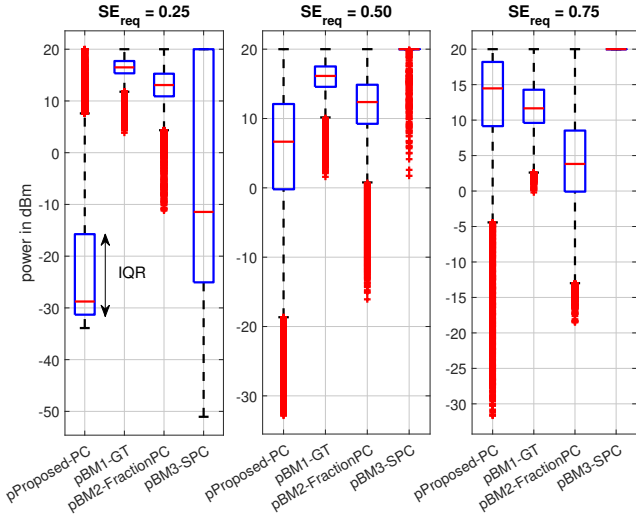 SE_req = 0.25
power in dBm
20
10
0
-10
-20
-30
-40
-50
IQR
pProposed-PC
pBM1-GT
pBM2-FractionPC
pBM3-SPC
SE_req = 0.50
20
10
0
-10
-20
-30
pProposed-PC
pBM1-GT
pBM2-FractionPC
pBM3-SPC
SE_req = 0.75
20
15
10
5
0
-5
-10
-15
-20
-25
-30
pProposed-PC
pBM1-GT
pBM2-FractionPC
pBM3-SPC